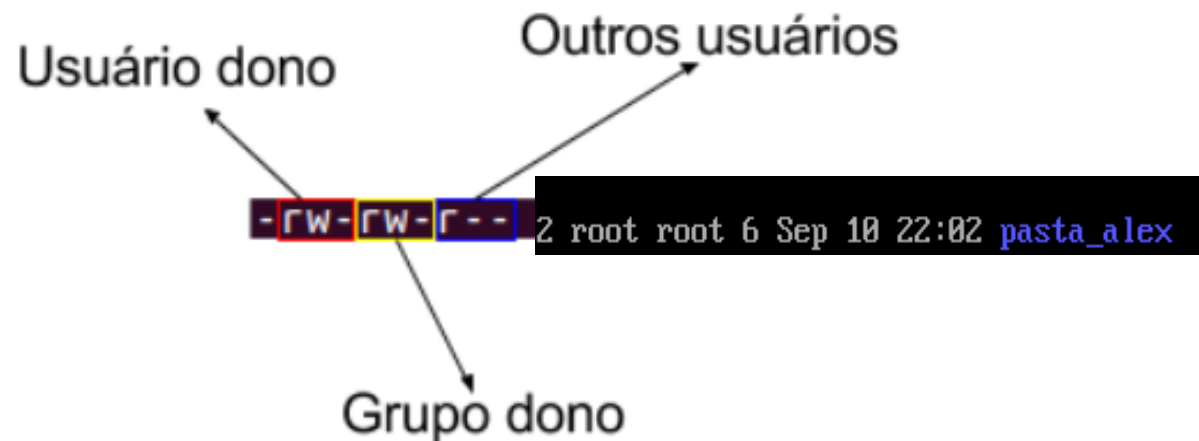 Outros usuários
Usuário dono
-rw-rw-r-- 2 root root 6 Sep 10 22:02 pasta_alex
Grupo dono